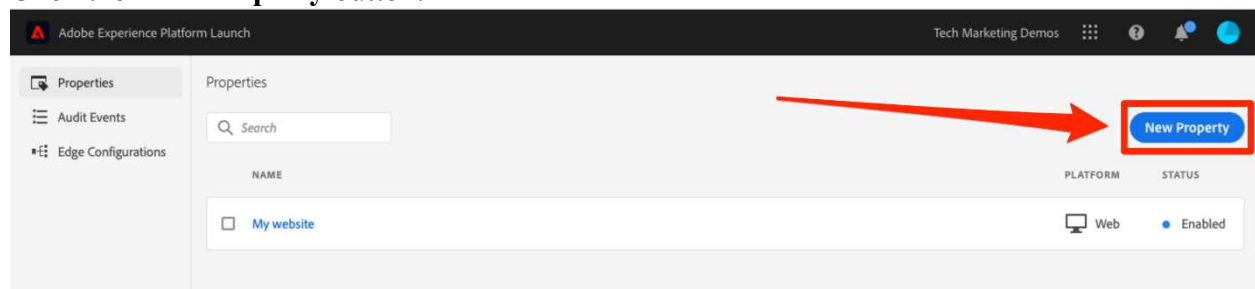 Adobe Experience Platform Launch Tech Marketing Demos
Properties Properties
Audit Events Search New Property
Edge Configurations
NAME PLATFORM STATUS
My website Web Enabled